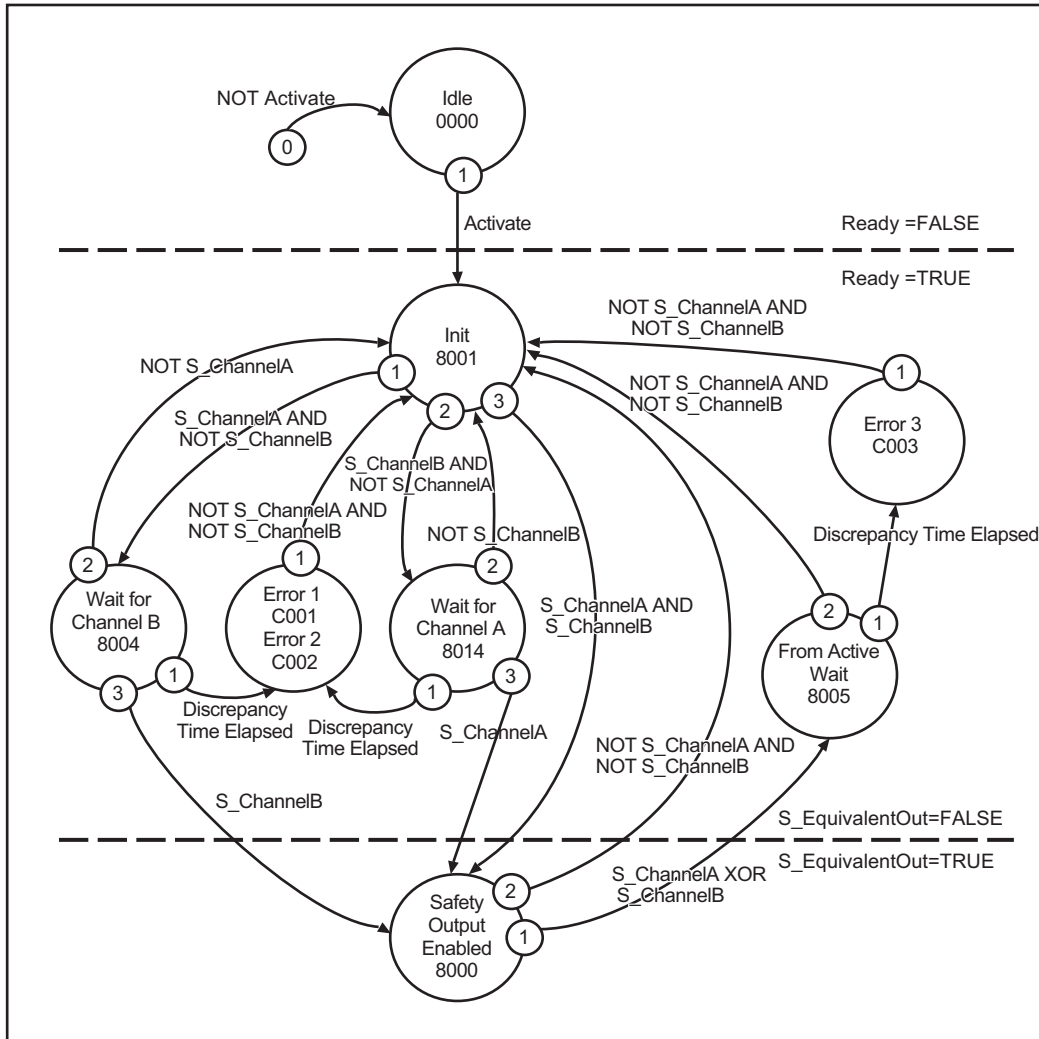 Idle
0000
NOT Activate
0
1
Activate
Ready =FALSE
Ready =TRUE
Init
8001
1
2
3
NOT S_ChannelA AND
NOT S_ChannelB
NOT S_ChannelA
NOT S_ChannelA AND
NOT S_ChannelB
1
Error 3
C003
S_ChannelA AND
NOT S_ChannelB
S_ChannelB AND
NOT S_ChannelA
NOT S_ChannelA AND
NOT S_ChannelB
NOT S_ChannelB
Discrepancy Time Elapsed
2
Wait for
Channel B
8004
1
3
1
Error 1
C001
Error 2
C002
2
Wait for
Channel A
8014
1
3
S_ChannelA AND
S_ChannelB
2
1
From Active
Wait
8005
Discrepancy
Time Elapsed
Discrepancy
Time Elapsed
S_ChannelA
NOT S_ChannelA AND
NOT S_ChannelB
S_ChannelB
S_EquivalentOut=FALSE
S_EquivalentOut=TRUE
S_ChannelA XOR
S_ChannelB
Safety
Output
Enabled
8000
2
1